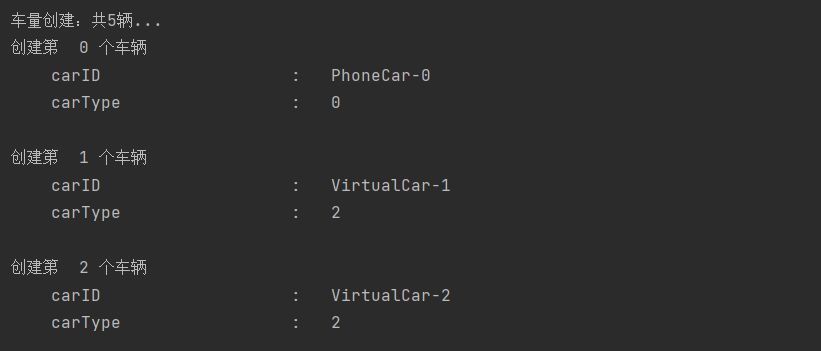 车量创建：共5辆...
创建第  0 个车辆
    carID                   :   PhoneCar-0
    carType                 :   0
创建第  1 个车辆
    carID                   :   VirtualCar-1
    carType                 :   2
创建第  2 个车辆
    carID                   :   VirtualCar-2
    carType                 :   2